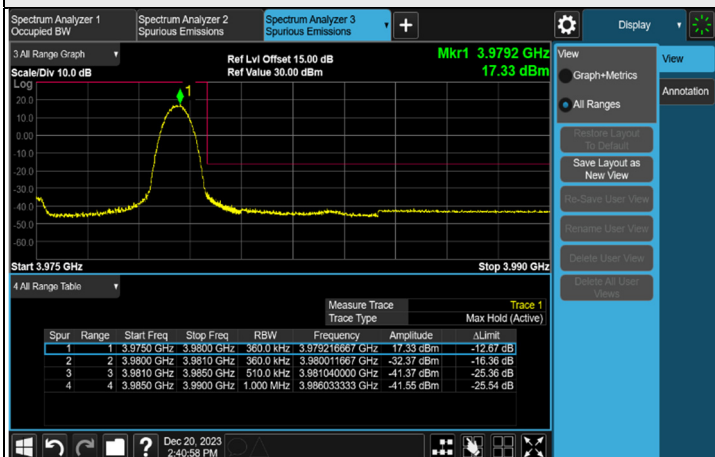 Spectrum Analyzer 1
Occupied BW
Spectrum Analyzer 2
Spurious Emissions
Spectrum Analyzer 3
Spurious Emissions
Display
3 All Range Graph
Ref Lvl Offset 15.00 dB
Mkr1 3.9792 GHz
Scale/Div 10.0 dB
Ref Value 30.00 dBm
17.33 dBm
Log
1
20.0
10.0
0.00
-10.0
-20.0
-30.0
-40.0
-50.0
-60.0
Start 3.975 GHz
Stop 3.990 GHz
4 All Range Table
Measure Trace Trace 1
Trace Type Max Hold (Active)
Spur Range Start Freq Stop Freq RBW Frequency Amplitude ΔLimit
1 1 3.9750 GHz 3.9800 GHz 360.0 kHz 3.979216667 GHz 17.33 dBm -12.67 dB
2 2 3.9800 GHz 3.9810 GHz 360.0 kHz 3.980011667 GHz -32.37 dBm -16.36 dB
3 3 3.9810 GHz 3.9850 GHz 510.0 kHz 3.981040000 GHz -41.37 dBm -25.36 dB
4 4 3.9850 GHz 3.9900 GHz 1.000 MHz 3.986033333 GHz -41.55 dBm -25.54 dB
Dec 20, 2023
2:40:58 PM
View
Graph+Metrics
All Ranges
Restore Layout
To Default
Save Layout as
New View
Re-Save User View
Rename User View
Delete User View
Delete All User
Views
View
Annotation